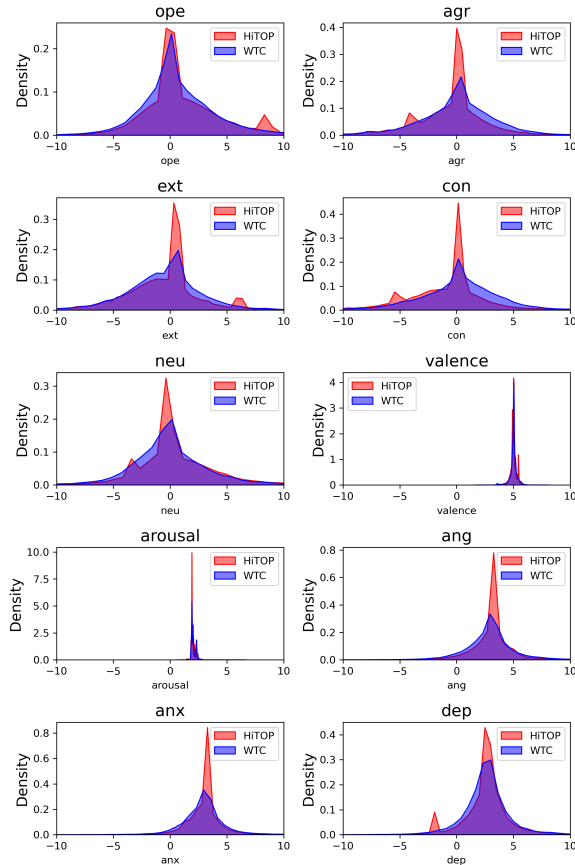 ope
Density
0.2
0.1
0.0
HiTOP
WTC
−10 −5 0 5 10
ope
agr
Density
0.4
0.3
0.2
0.1
0.0
HiTOP
WTC
−10 −5 0 5 10
agr
ext
Density
0.3
0.2
0.1
0.0
HiTOP
WTC
−10 −5 0 5 10
ext
con
Density
0.4
0.3
0.2
0.1
0.0
HiTOP
WTC
−10 −5 0 5 10
con
neu
Density
0.3
0.2
0.1
0.0
HiTOP
WTC
−10 −5 0 5 10
neu
valence
Density
4
3
2
1
0
HiTOP
WTC
−10 −5 0 5 10
valence
arousal
Density
10.0
7.5
5.0
2.5
0.0
HiTOP
WTC
−10 −5 0 5 10
arousal
ang
Density
0.8
0.6
0.4
0.2
0.0
HiTOP
WTC
−10 −5 0 5 10
ang
anx
Density
0.8
0.6
0.4
0.2
0.0
HiTOP
WTC
−10 −5 0 5 10
anx
dep
Density
0.4
0.3
0.2
0.1
0.0
HiTOP
WTC
−10 −5 0 5 10
dep